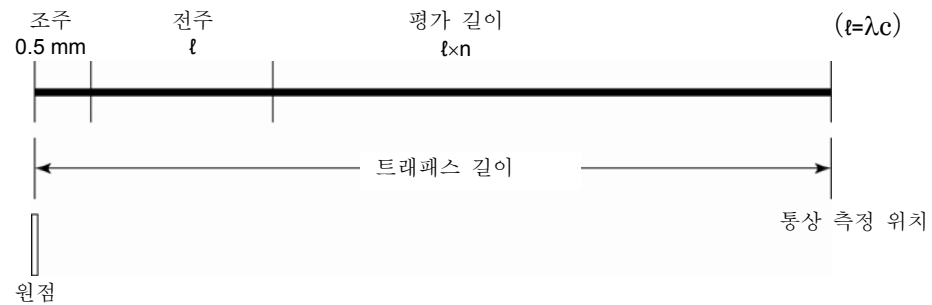 조주 전주 평가 길이 (ℓ=λc)
0.5 mm ℓ ℓ×n
트래패스 길이
통상 측정 위치
원점